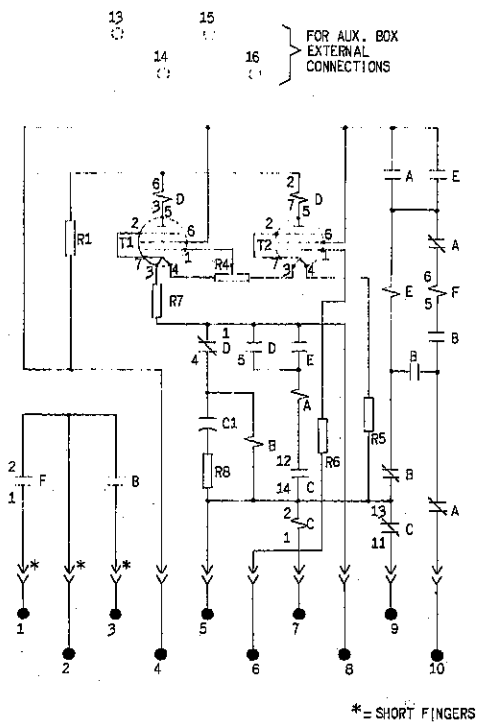 13 15
14 16
FOR AUX. BOX
EXTERNAL
CONNECTIONS
6 D 2 D
3 5 7 5
A E
2 6
T1 1
7 3 4
R1
R4
2
T2 1
3 4
A
R7
E 6 F
5
1
D D E
4 5
B
B
A
C1
B
R8
R6
R5
2 F
1
B
12
14 C
B
2 C
1
13
11 C
A
* * *
1 3 5 7 9
2 4 6 8 10
*=SHORT FINGERS